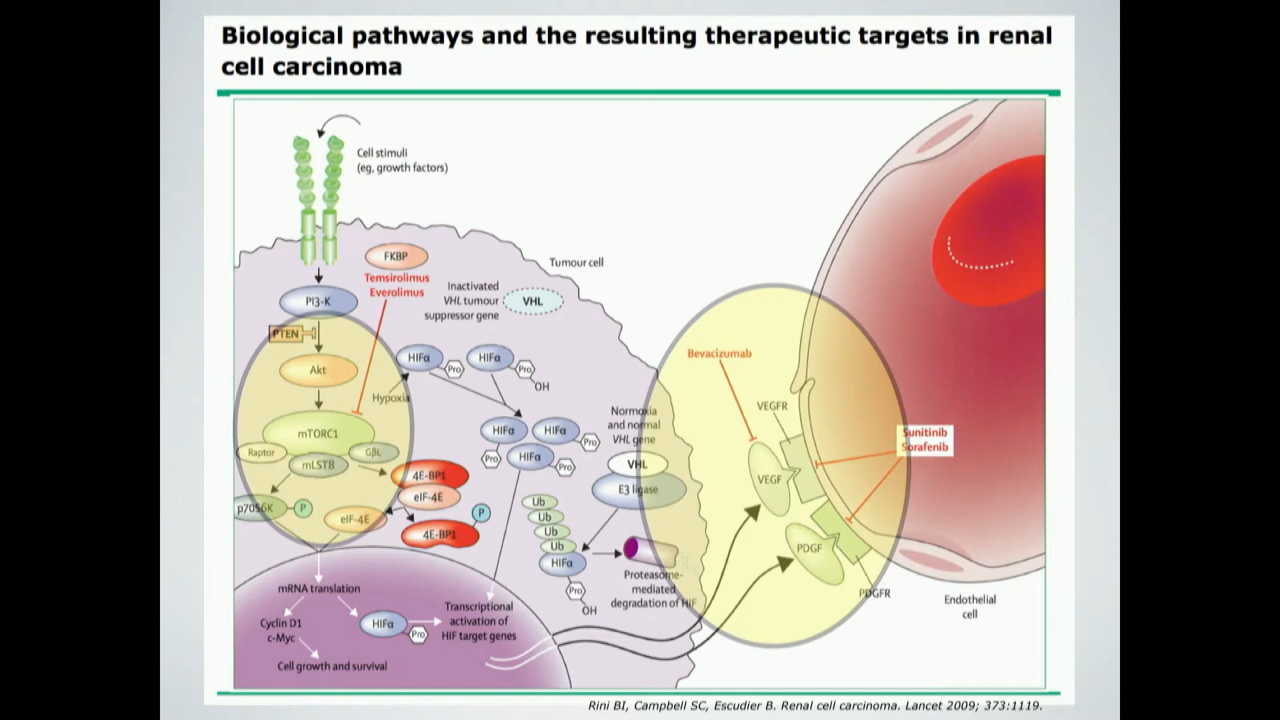 Biological pathways and the resulting therapeutic targets in renal
cell carcinoma
Cell stimuli
(eg, growth factors)
FKBP
Temsirolimus
Everolimus
Tumour cell
Inactivated
VHL tumour
suppressor gene
VHL
PI3-K
PTEN
Akt
HIFα
Pro
HIFα
Pro
OH
Hypoxia
Bevacizumab
VEGFR
Normoxia
and normal
VHL gene
mTORC1
Raptor
mLST8
GβL
HIFα
HIFα
Pro
HIFα
Pro
Pro
VHL
E3 ligase
Sunitinib
Sorafenib
4E-BP1
eIF-4E
VEGF
p70S6K
P
eIF-4E
4E-BP1
P
Ub
Ub
Ub
Ub
HIFα
Pro
OH
PDGF
PDGFR
Proteasome-
mediated
degradation of HIF
Endothelial
cell
mRNA translation
Cyclin D1
c-Myc
HIFα
Pro
Transcriptional
activation of
HIF target genes
Cell growth and survival
Rini BI, Campbell SC, Escudier B. Renal cell carcinoma. Lancet 2009; 373:1119.